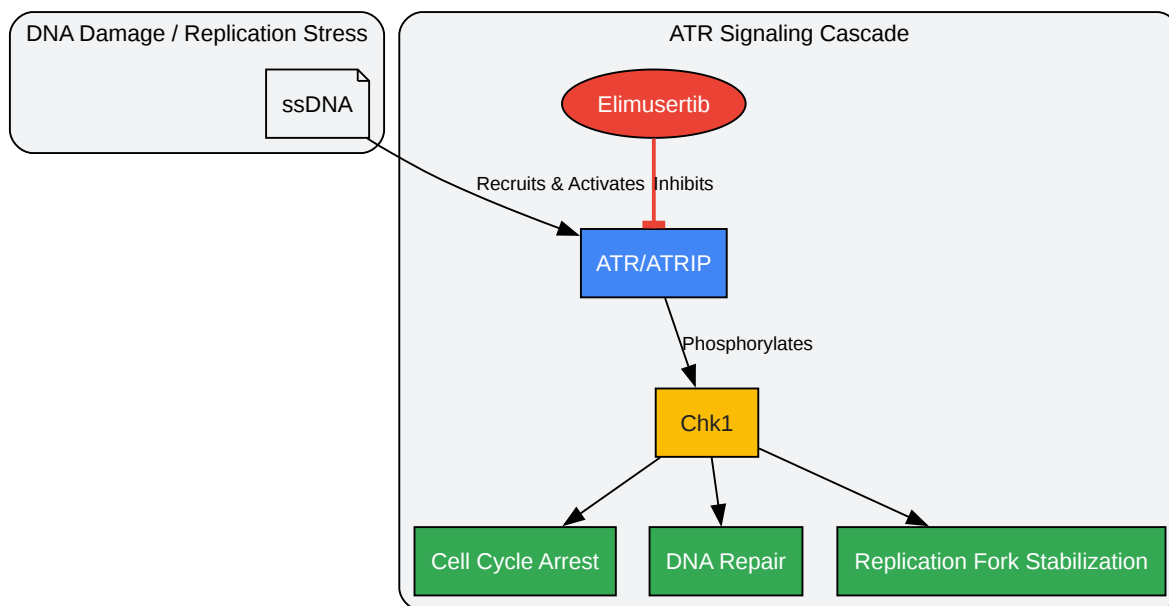 DNA Damage / Replication Stress
ATR Signaling Cascade
ssDNA
Elimusertib
Recruits & Activates
Inhibits
ATR/ATRIP
Phosphorylates
Chk1
Cell Cycle Arrest
DNA Repair
Replication Fork Stabilization